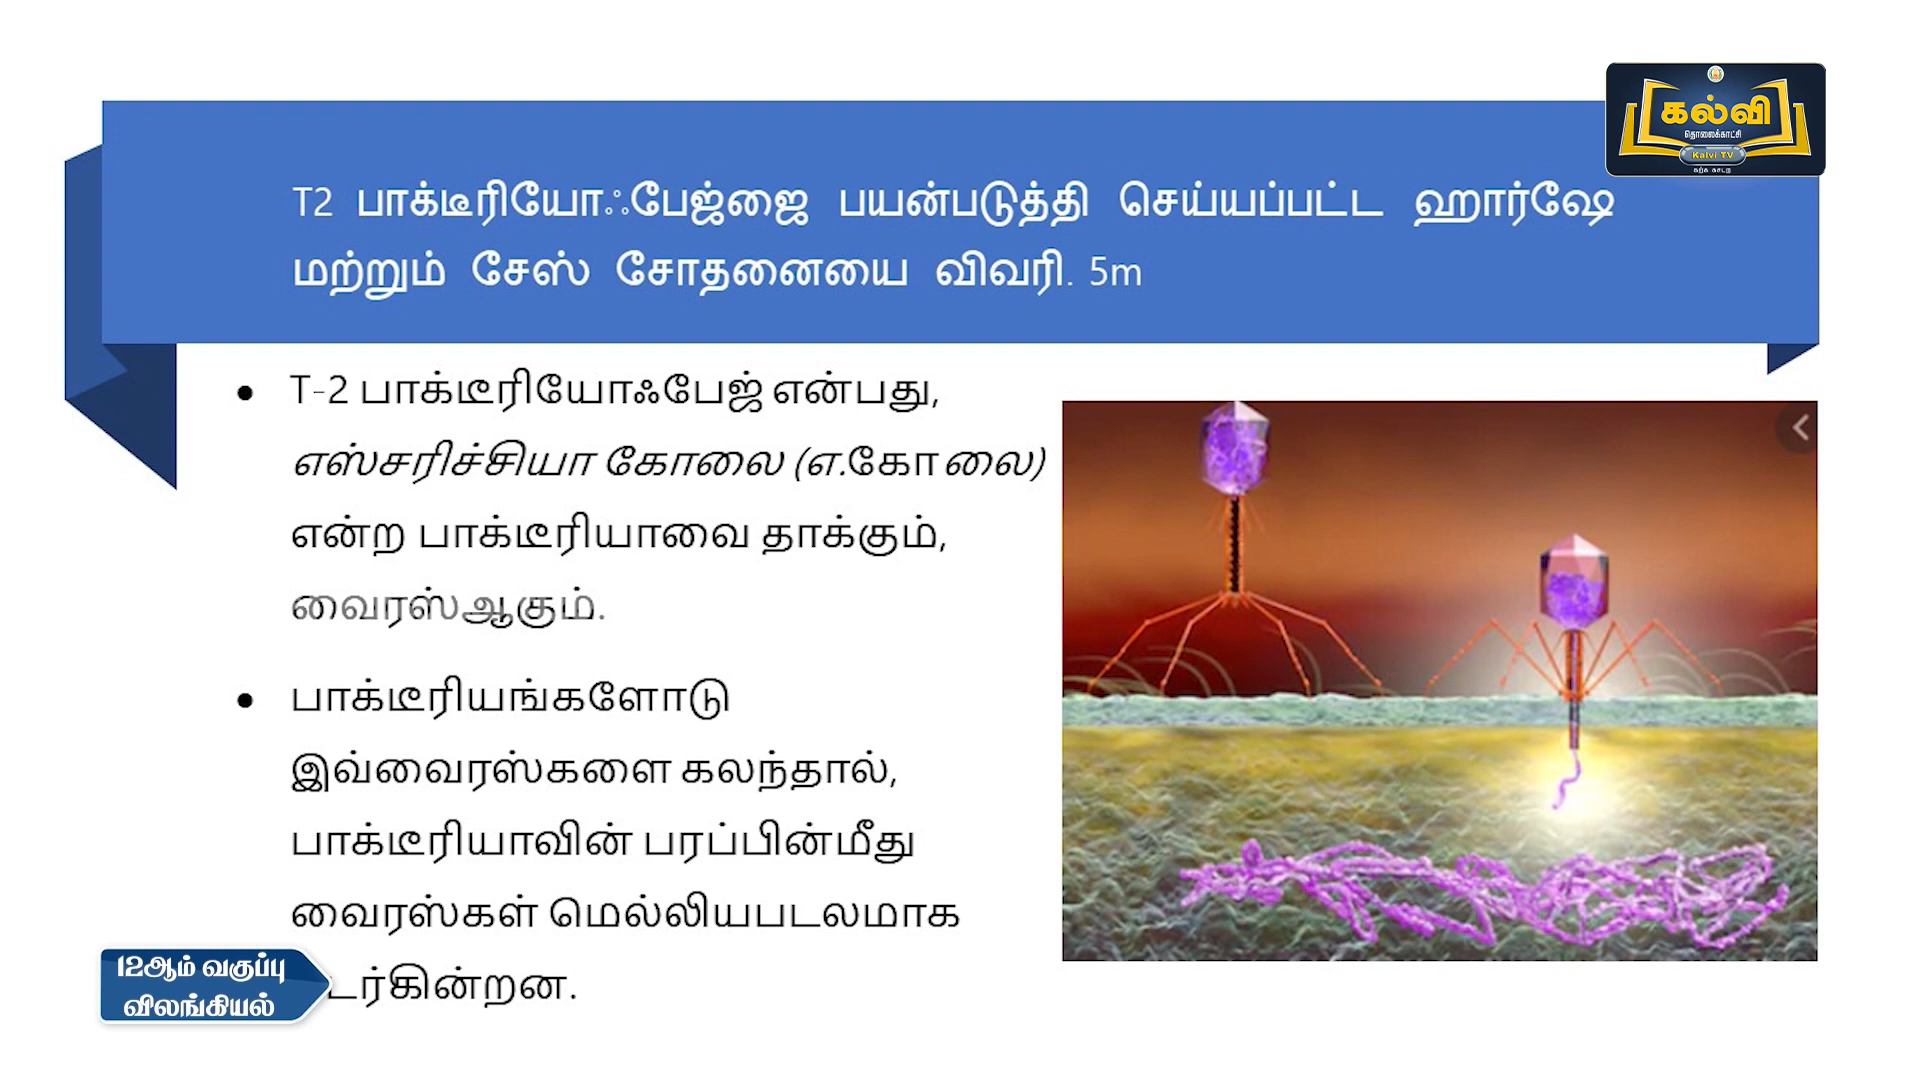 கல்வி
தொலைக்காட்சி
Kalvi TV
கற்க கசடற
T2 பாக்டீரியோஃபேஜ்ஜை பயன்படுத்தி செய்யப்பட்ட ஹார்ஷே
மற்றும் சேஸ் சோதனையை விவரி. 5m
• T-2 பாக்டீரியோஃபேஜ் என்பது,
எஸ்சரிச்சியா கோலை (எ.கோலை)
என்ற பாக்டீரியாவை தாக்கும்,
வைரஸ்ஆகும்.
• பாக்டீரியங்களோடு
இவ்வைரஸ்களை கலந்தால்,
பாக்டீரியாவின் பரப்பின்மீது
வைரஸ்கள் மெல்லியபடலமாக
டர்கின்றன.
12ஆம் வகுப்பு
விலங்கியல்